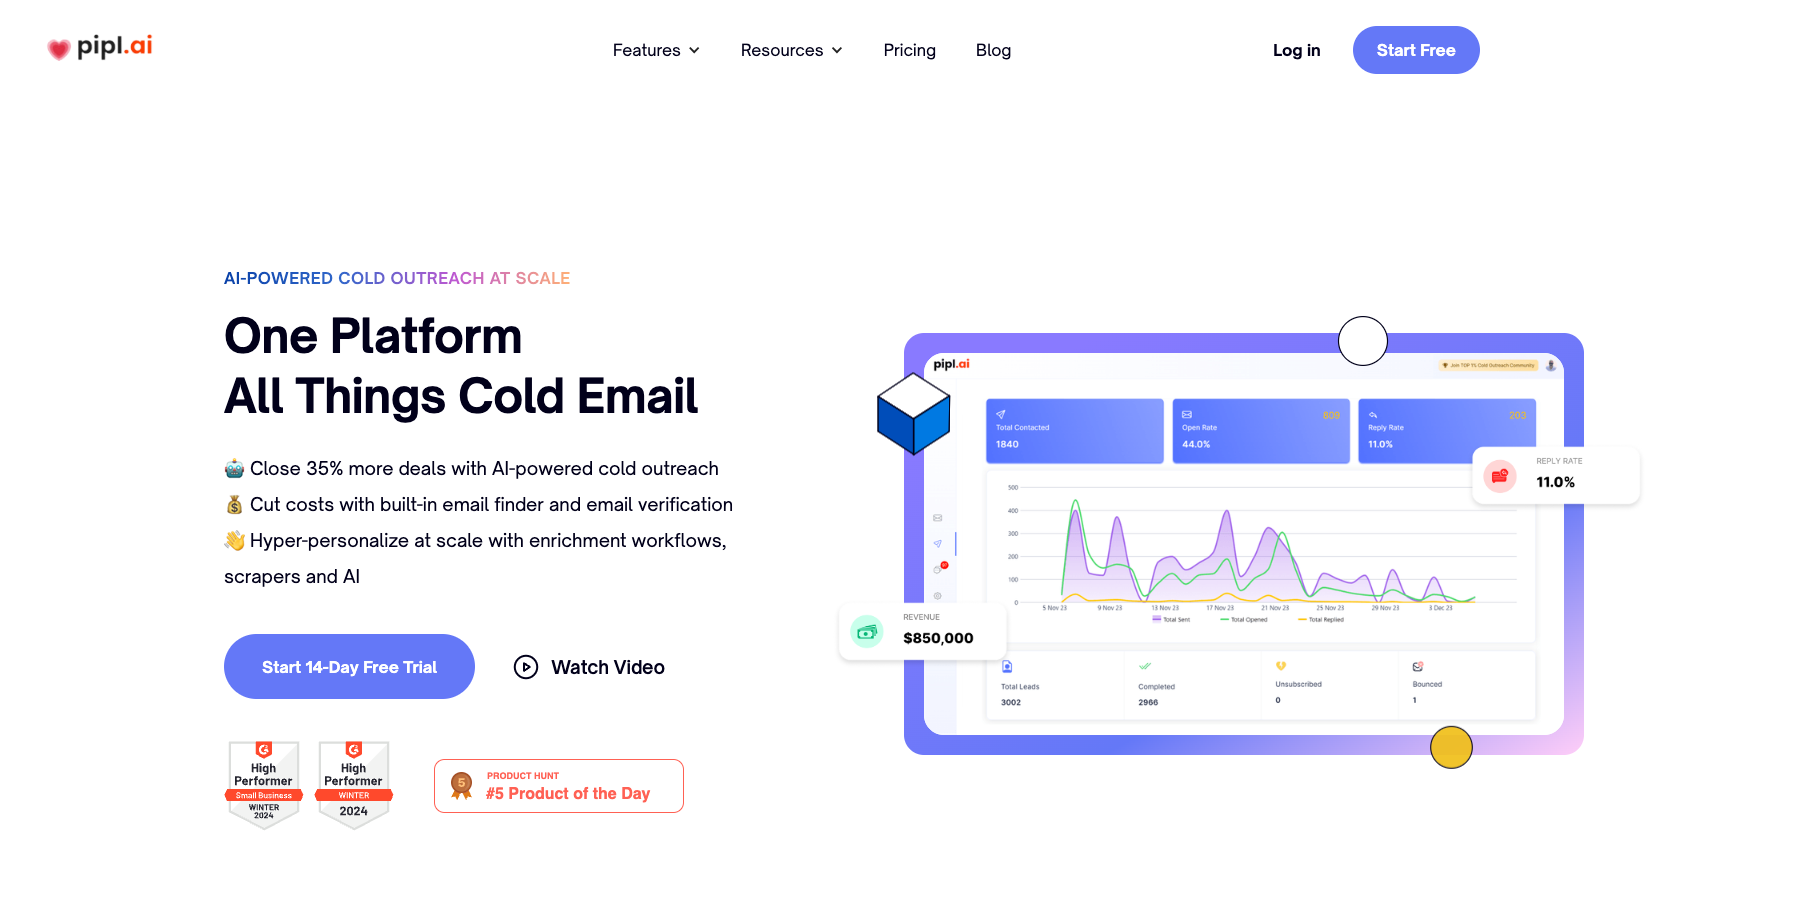 pipl.ai
Features
Resources
Pricing
Blog
Log in
Start Free
AI-POWERED COLD OUTREACH AT SCALE
One Platform
All Things Cold Email
Close 35% more deals with AI-powered cold outreach
Cut costs with built-in email finder and email verification
Hyper-personalize at scale with enrichment workflows,
scrapers and AI
Start 14-Day Free Trial
Watch Video
High
Performer
Small Business
WINTER
2024
High
Performer
WINTER
2024
5
PRODUCT HUNT
#5 Product of the Day
pipl.ai
Join TOP 1% Cold Outreach Community
Total Contacted
1840
809
Open Rate
44.0%
203
Reply Rate
11.0%
REPLY RATE
11.0%
500
400
300
200
100
0
5 Nov 23
9 Nov 23
13 Nov 23
17 Nov 23
21 Nov 23
25 Nov 23
29 Nov 23
3 Dec 23
Total Sent
Total Opened
Total Replied
REVENUE
$850,000
Total Leads
3002
Completed
2966
Unsubscribed
0
Bounced
1